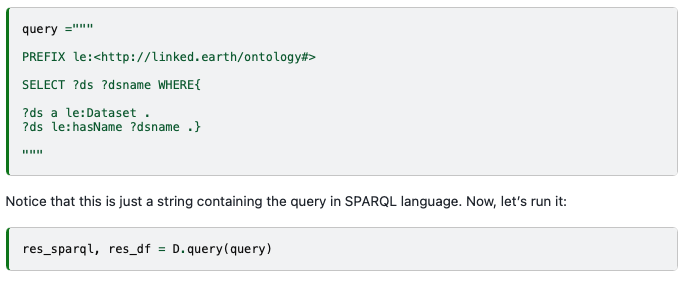 query ="""
PREFIX le:<http://linked.earth/ontology#>
SELECT ?ds ?dsname WHERE{
?ds a le:Dataset .
?ds le:hasName ?dsname .}
"""
Notice that this is just a string containing the query in SPARQL language. Now, let’s run it:
res_sparql, res_df = D.query(query)